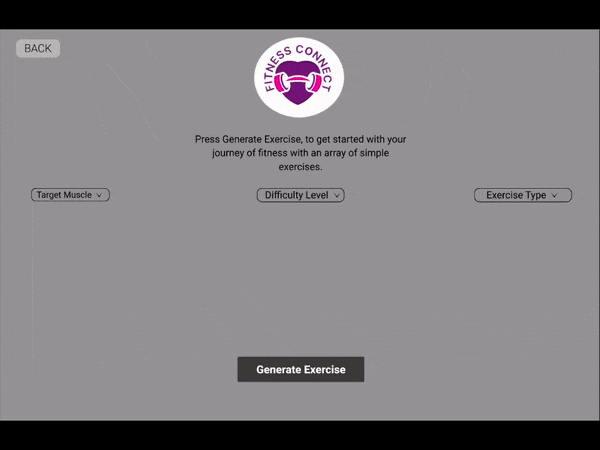 BACK
FITNESS CONNECT
Press Generate Exercise, to get started with your
journey of fitness with an array of simple
exercises.
Target Muscle
Difficulty Level
Exercise Type
Generate Exercise